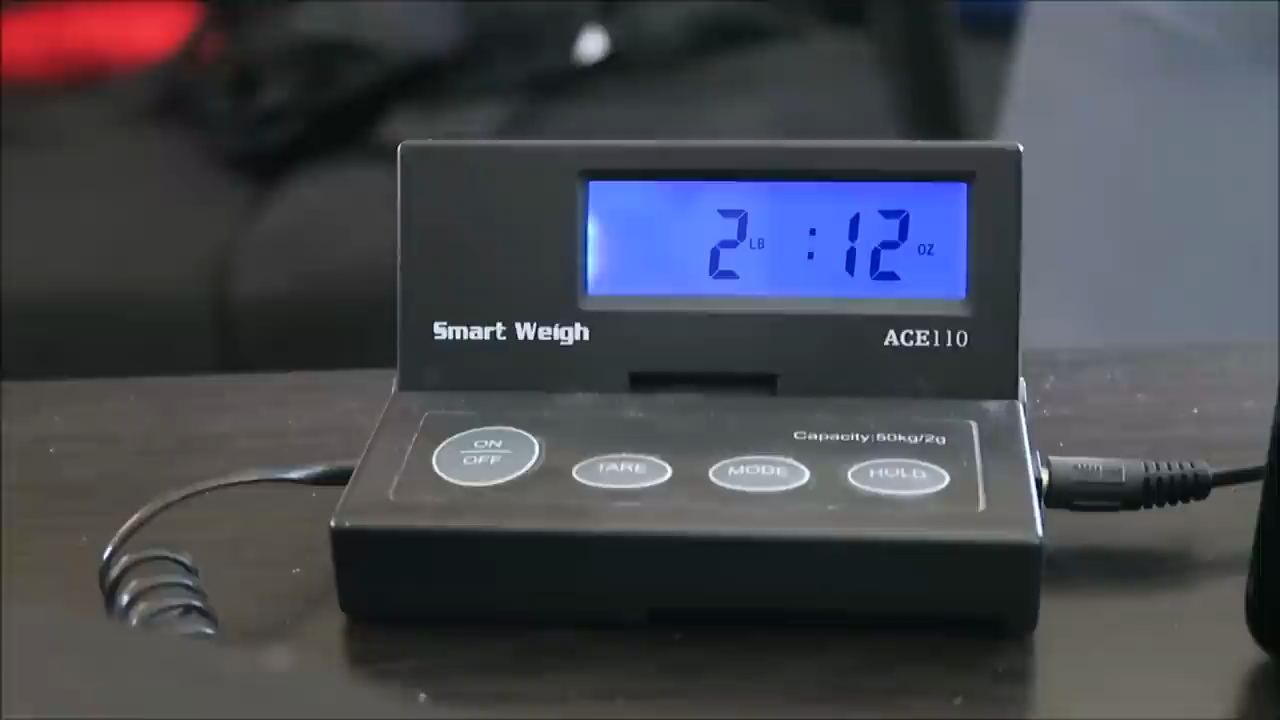 2 LB : 12 OZ
Smart Weigh
ACE110
Capacity:50kg/2g
ON
OFF
TARE
MODE
HOLD